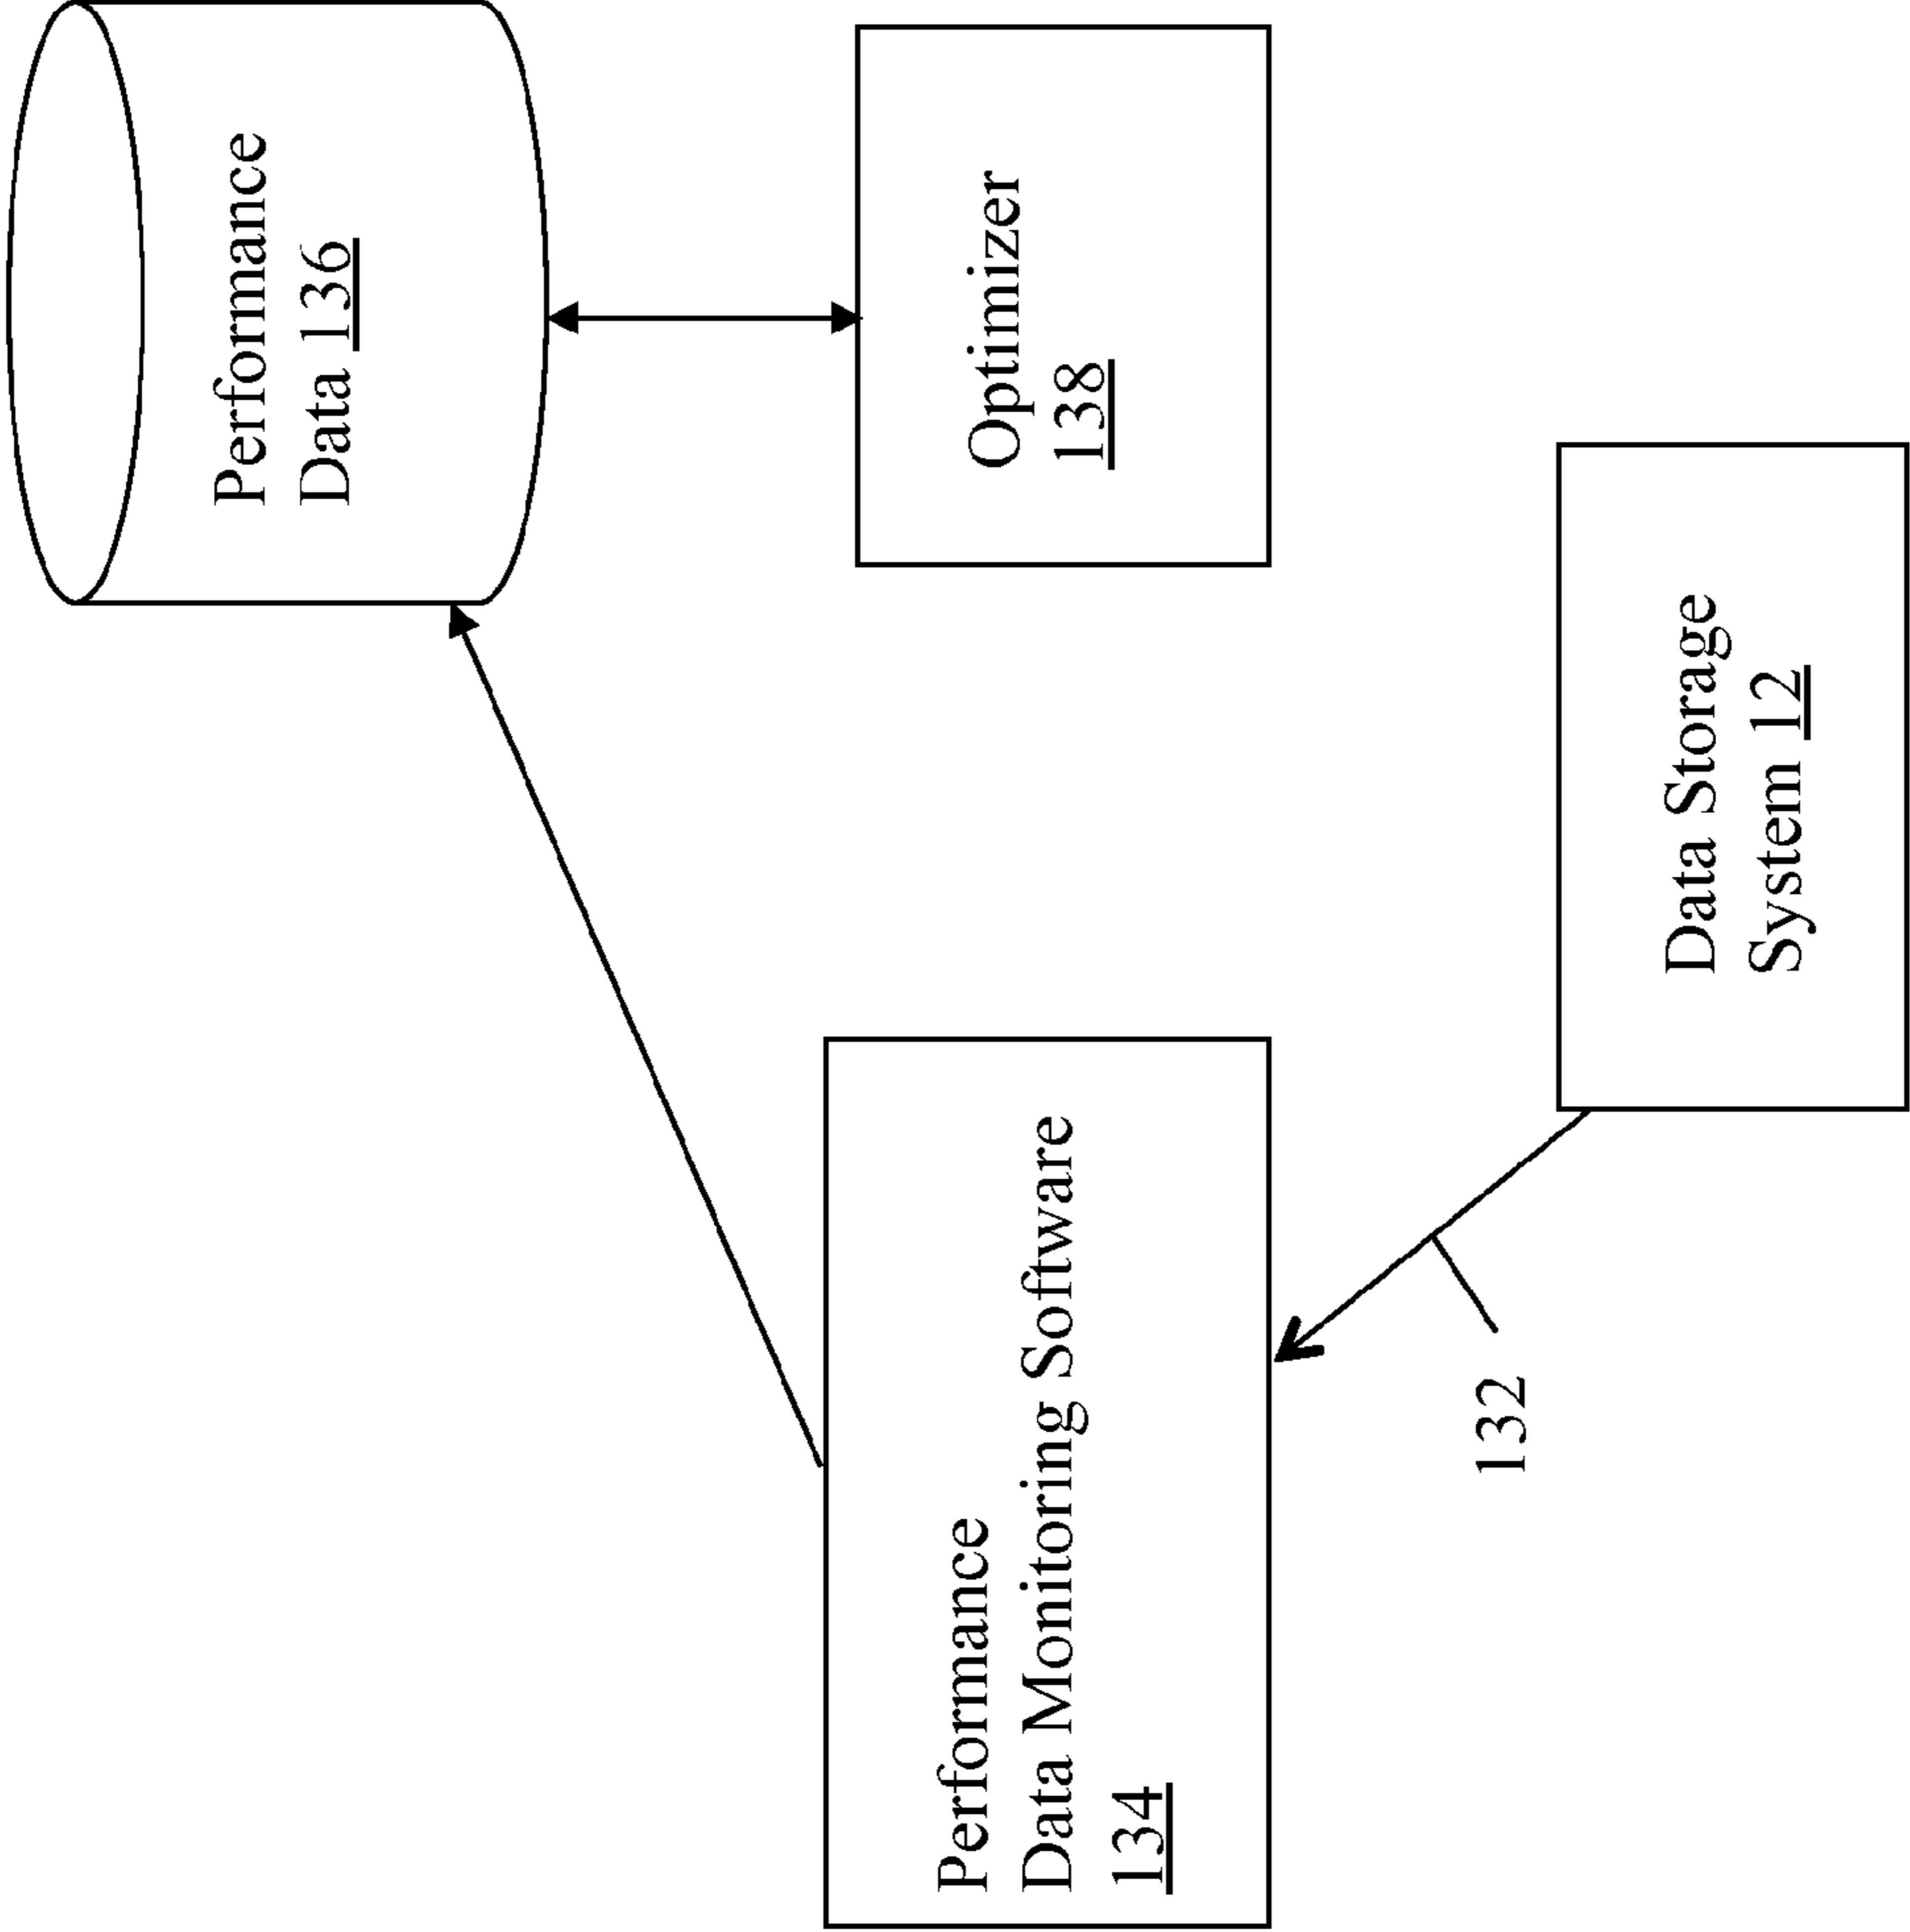 Performance
Data 136
Optimizer
138
Performance
Data Monitoring Software
134
Data Storage
System 12
132